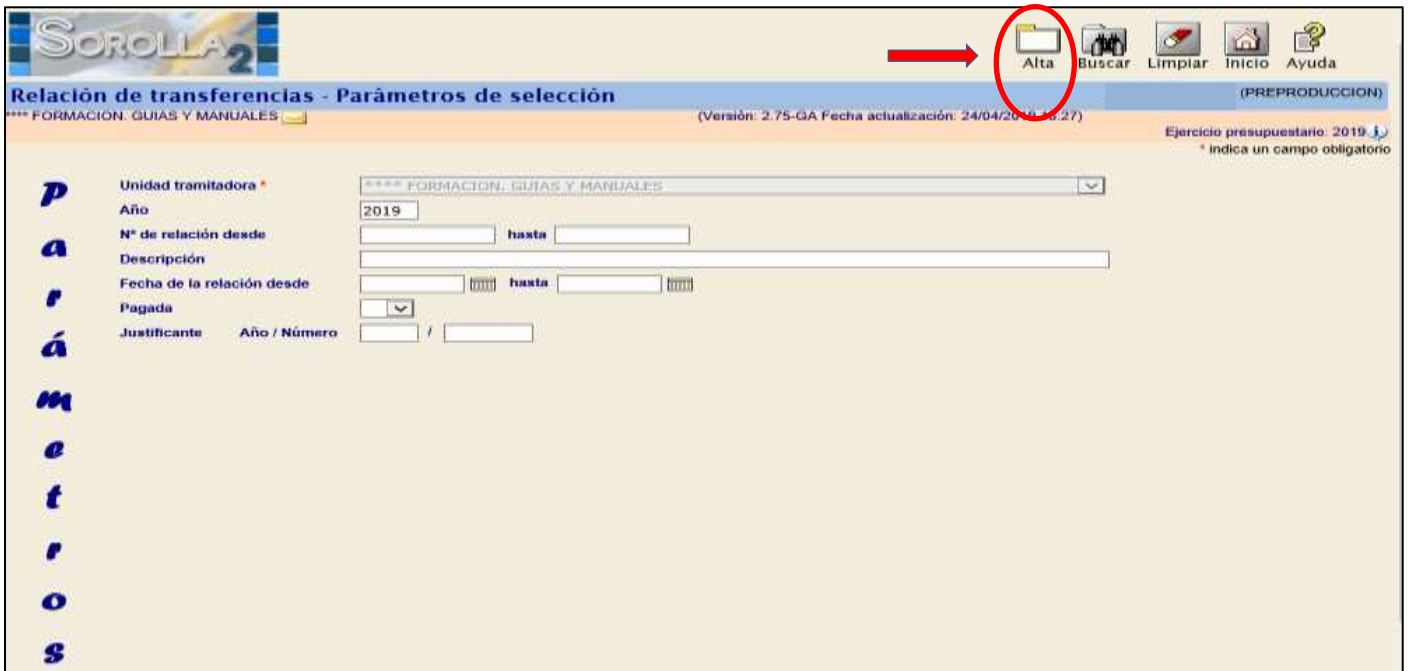 SOROLLA2
Alta Buscar Limpiar Inicio Ayuda
Relación de transferencias - Parámetros de selección (PREPRODUCCION)
**** FORMACION. GUIAS Y MANUALES (Versión: 2.75-GA Fecha actualización: 24/04/2019 :27)
Ejercicio presupuestario: 2019
* indica un campo obligatorio
Unidad tramitadora * **** FORMACION. GUIAS Y MANUALES
Año 2019
Nº de relación desde hasta
Descripción
Fecha de la relación desde hasta
Pagada
Justificante Año / Número /
P
a
r
á
m
e
t
r
o
s